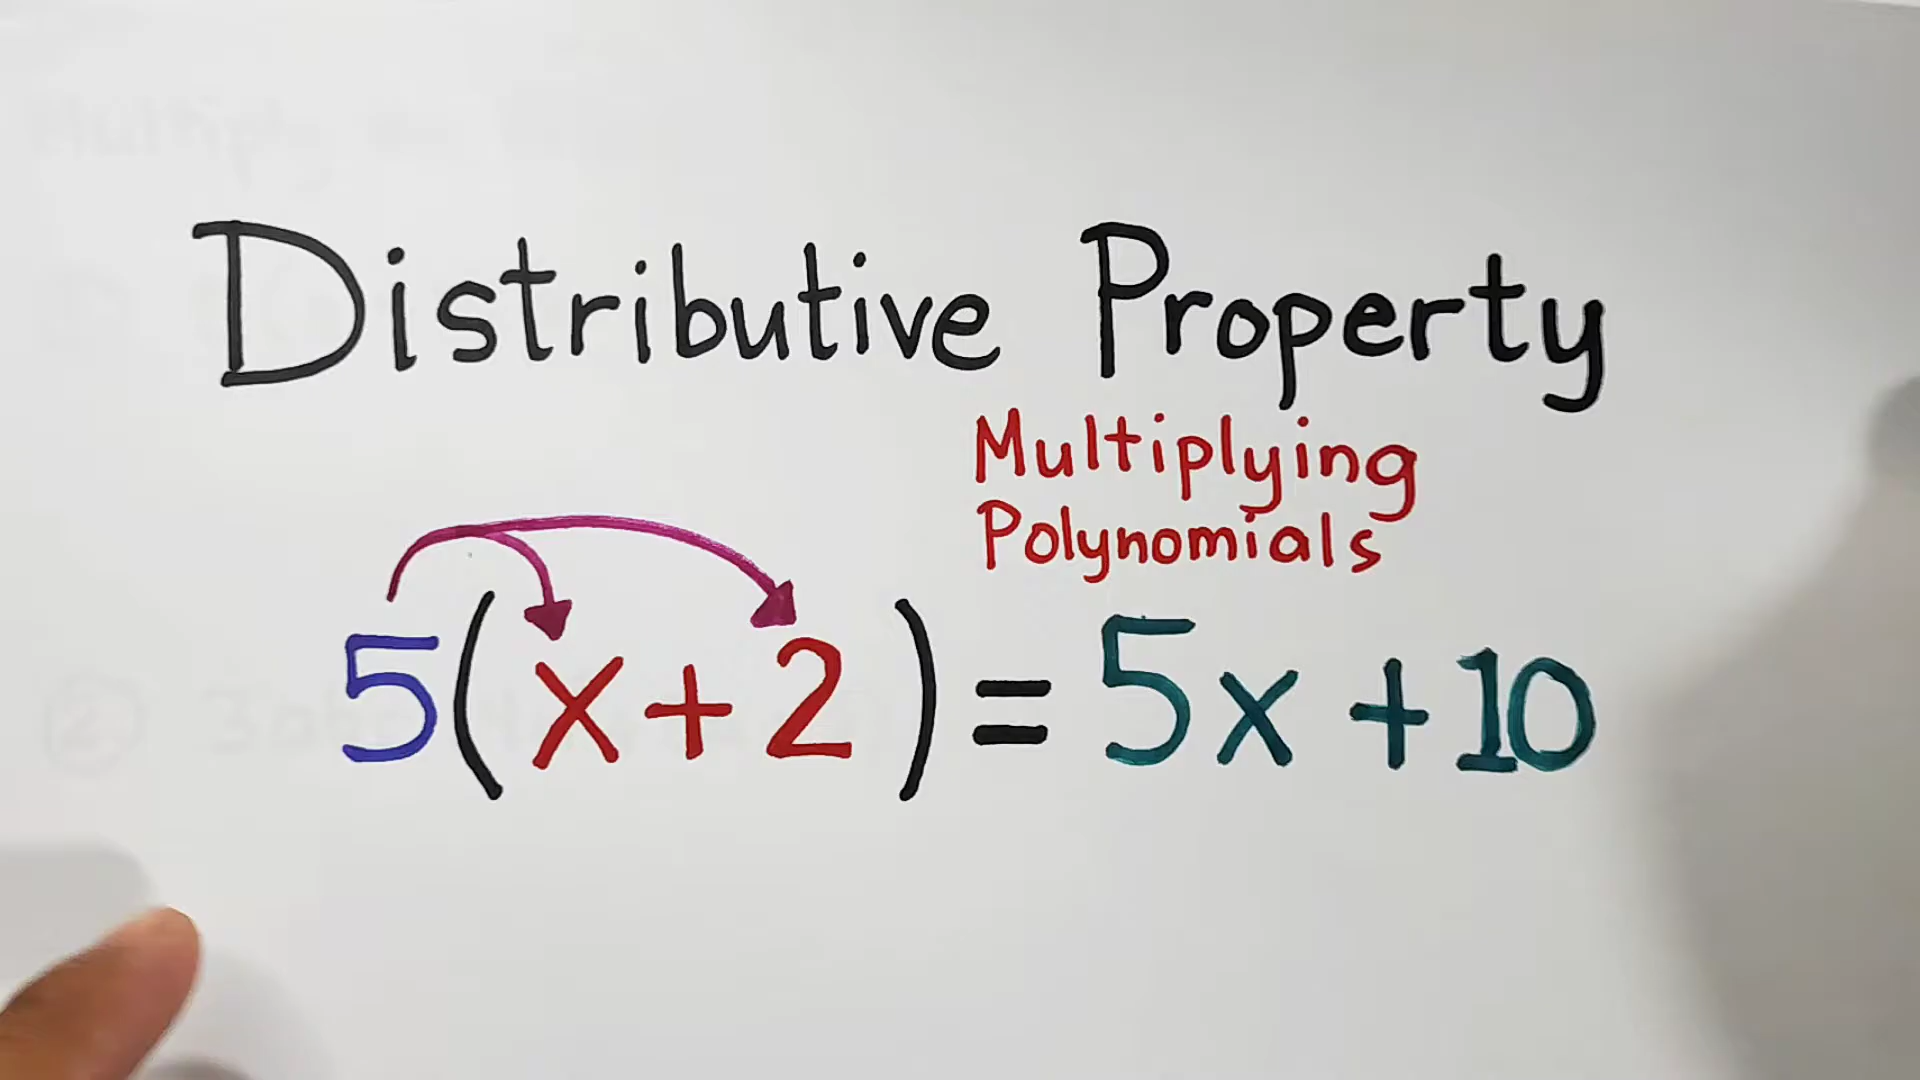 Distributive Property
Multiplying
Polynomials
5(x+2)=5x+10